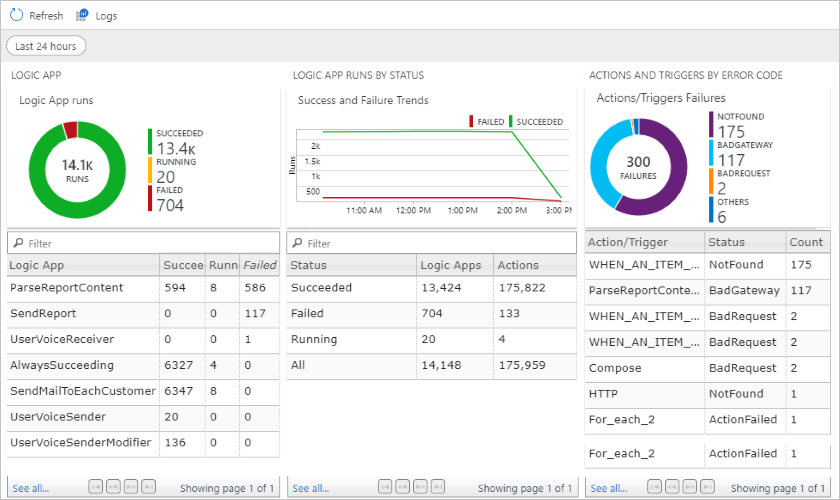 Refresh Logs
Last 24 hours
LOGIC APP
Logic App runs
14.1K
RUNS
SUCCEEDED
13.4K
RUNNING
20
FAILED
704
Filter
Logic App Succee Runn Failed
ParseReportContent 594 8 586
SendReport 0 0 117
UserVoiceReceiver 0 0 1
AlwaysSucceeding 6327 4 0
SendMailToEachCustomer 6347 8 0
UserVoiceSender 20 0 0
UserVoiceSenderModifier 136 0 0
See all... Showing page 1 of 1
LOGIC APP RUNS BY STATUS
Success and Failure Trends
FAILED SUCCEEDED
Runs
2k
1.5k
1k
500
11:00 AM 12:00 PM 1:00 PM 2:00 PM 3:00 PM
Filter
Status Logic Apps Actions
Succeeded 13,424 175,822
Failed 704 133
Running 20 4
All 14,148 175,959
See all... Showing page 1 of 1
ACTIONS AND TRIGGERS BY ERROR CODE
Actions/Triggers Failures
300
FAILURES
NOTFOUND
175
BADGATEWAY
117
BADREQUEST
2
OTHERS
6
Action/Trigger Status Count
WHEN_AN_ITEM_... NotFound 175
ParseReportConte... BadGateway 117
WHEN_AN_ITEM_... BadRequest 2
WHEN_AN_ITEM_... BadRequest 2
Compose BadRequest 2
HTTP NotFound 1
For_each_2 ActionFailed 1
For_each_2 ActionFailed 1
See all... Showing page 1 of 1